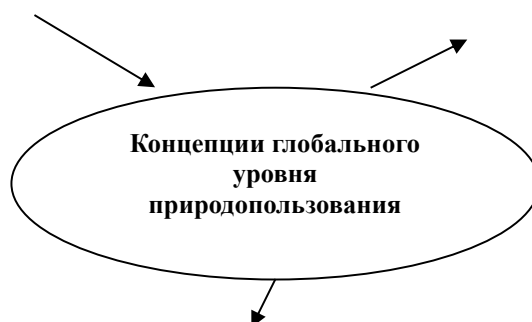 Концепции глобального
уровня
природопользования